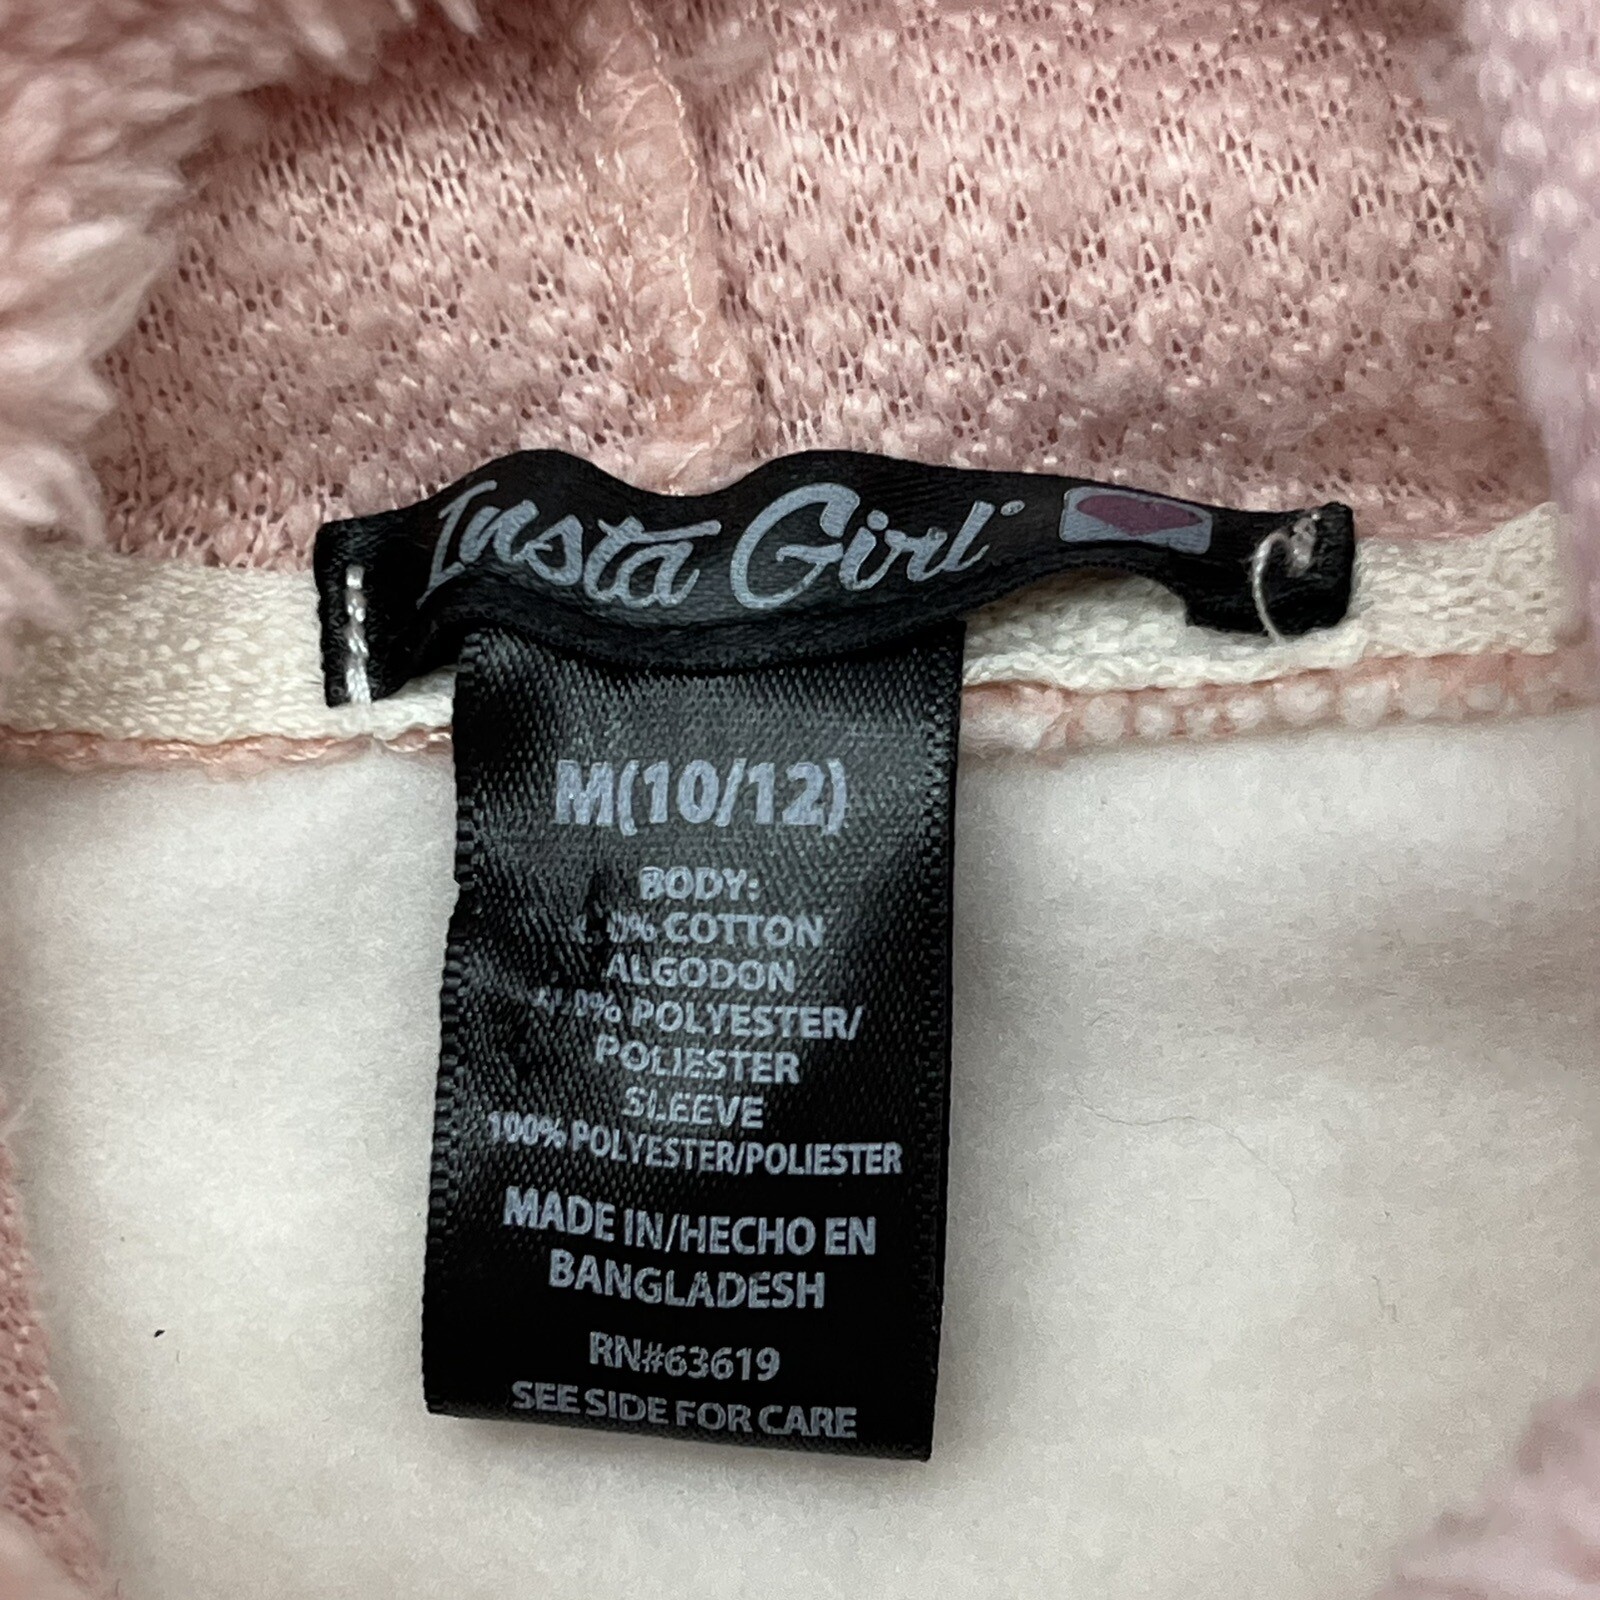 Insta Girl®
M(10/12)
BODY:
COTTON
ALGODON
POLYESTER/
POLIESTER
SLEEVE
100% POLYESTER/POLIESTER
MADE IN/HECHO EN
BANGLADESH
RN#63619
SEE SIDE FOR CARE